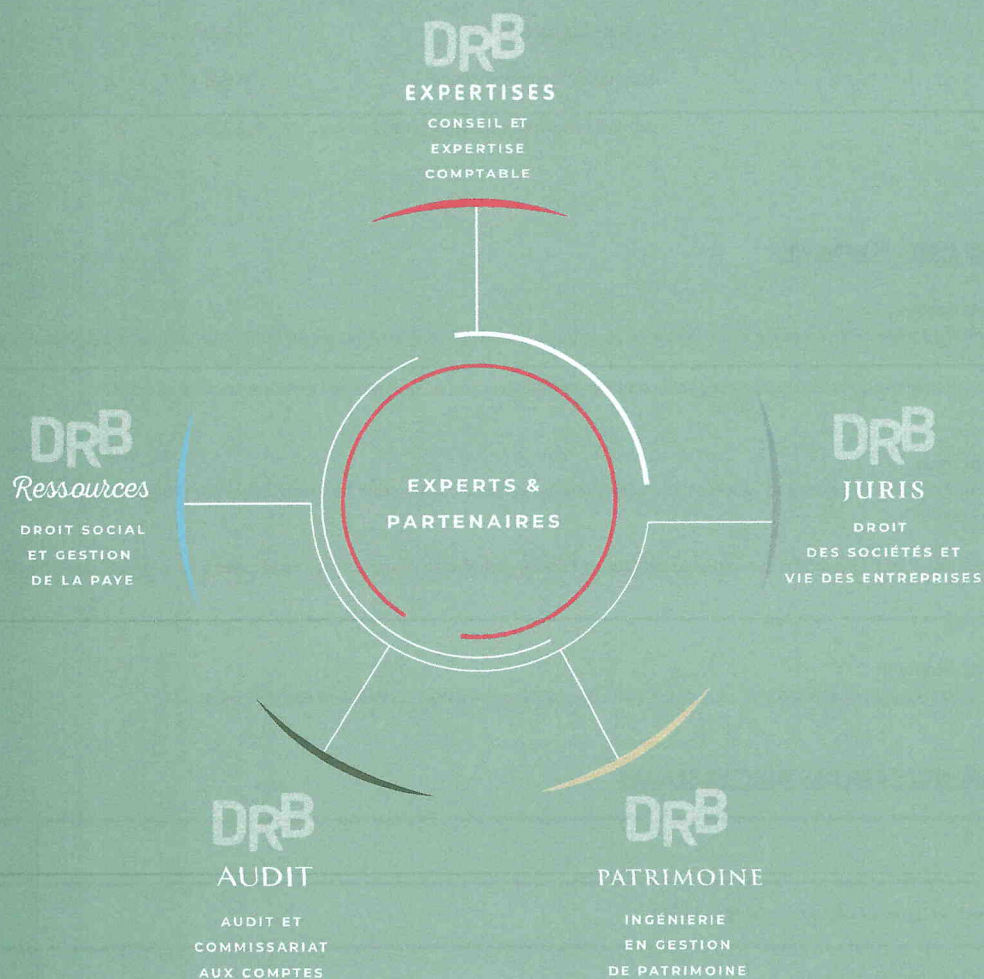 DRB
EXPERTISES
CONSEIL ET
EXPERTISE
COMPTABLE
DRB
Ressources
DROIT SOCIAL
ET GESTION
DE LA PAYE
EXPERTS &
PARTENAIRES
DRB
JURIS
DROIT
DES SOCIÉTÉS ET
VIE DES ENTREPRISES
DRB
AUDIT
AUDIT ET
COMMISSARIAT
AUX COMPTES
DRB
PATRIMOINE
INGÉNIERIE
EN GESTION
DE PATRIMOINE